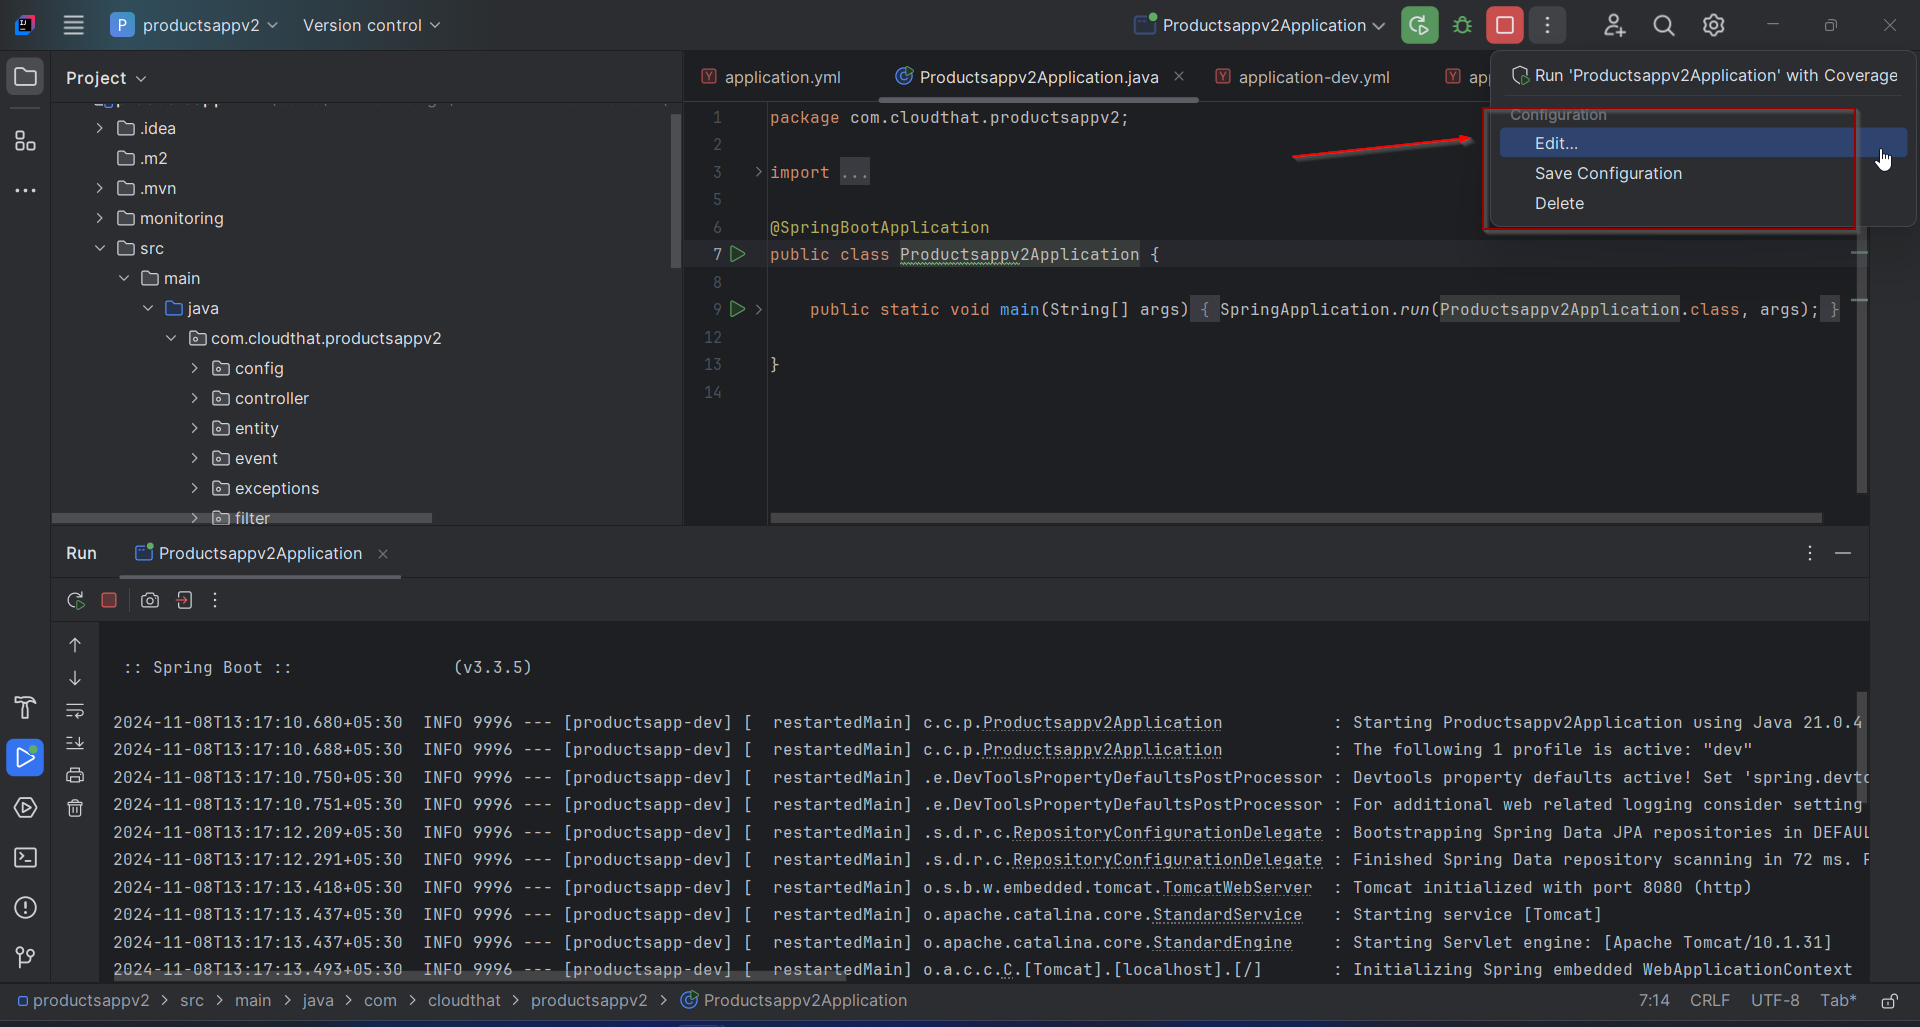 P productsappv2 Version control Productsappv2Application
Project
application.yml Productsappv2Application.java application-dev.yml
Run 'Productsappv2Application' with Coverage
Configuration
Edit...
Save Configuration
Delete
.idea
.m2
.mvn
monitoring
src
main
java
com.cloudthat.productsappv2
config
controller
entity
event
exceptions
filter
1 package com.cloudthat.productsappv2;
2
3 import ...
5
6 @SpringBootApplication
7 public class Productsappv2Application {
8
9 public static void main(String[] args) { SpringApplication.run(Productsappv2Application.class, args); }
12
13 }
14
Run Productsappv2Application
:: Spring Boot :: (v3.3.5)
2024-11-08T13:17:10.680+05:30 INFO 9996 --- [productsapp-dev] [ restartedMain] c.c.p.Productsappv2Application : Starting Productsappv2Application using Java 21.0.4
2024-11-08T13:17:10.688+05:30 INFO 9996 --- [productsapp-dev] [ restartedMain] c.c.p.Productsappv2Application : The following 1 profile is active: "dev"
2024-11-08T13:17:10.750+05:30 INFO 9996 --- [productsapp-dev] [ restartedMain] .e.DevToolsPropertyDefaultsPostProcessor : Devtools property defaults active! Set 'spring.devto
2024-11-08T13:17:10.751+05:30 INFO 9996 --- [productsapp-dev] [ restartedMain] .e.DevToolsPropertyDefaultsPostProcessor : For additional web related logging consider setting
2024-11-08T13:17:12.209+05:30 INFO 9996 --- [productsapp-dev] [ restartedMain] .s.d.r.c.RepositoryConfigurationDelegate : Bootstrapping Spring Data JPA repositories in DEFAUL
2024-11-08T13:17:12.291+05:30 INFO 9996 --- [productsapp-dev] [ restartedMain] .s.d.r.c.RepositoryConfigurationDelegate : Finished Spring Data repository scanning in 72 ms. F
2024-11-08T13:17:13.418+05:30 INFO 9996 --- [productsapp-dev] [ restartedMain] o.s.b.w.embedded.tomcat.TomcatWebServer : Tomcat initialized with port 8080 (http)
2024-11-08T13:17:13.437+05:30 INFO 9996 --- [productsapp-dev] [ restartedMain] o.apache.catalina.core.StandardService : Starting service [Tomcat]
2024-11-08T13:17:13.437+05:30 INFO 9996 --- [productsapp-dev] [ restartedMain] o.apache.catalina.core.StandardEngine : Starting Servlet engine: [Apache Tomcat/10.1.31]
2024-11-08T13:17:13.493+05:30 INFO 9996 --- [productsapp-dev] [ restartedMain] o.a.c.c.C.[Tomcat].[localhost].[/] : Initializing Spring embedded WebApplicationContext
productsappv2 > src > main > java > com > cloudthat > productsappv2 > Productsappv2Application 7:14 CRLF UTF-8 Tab*